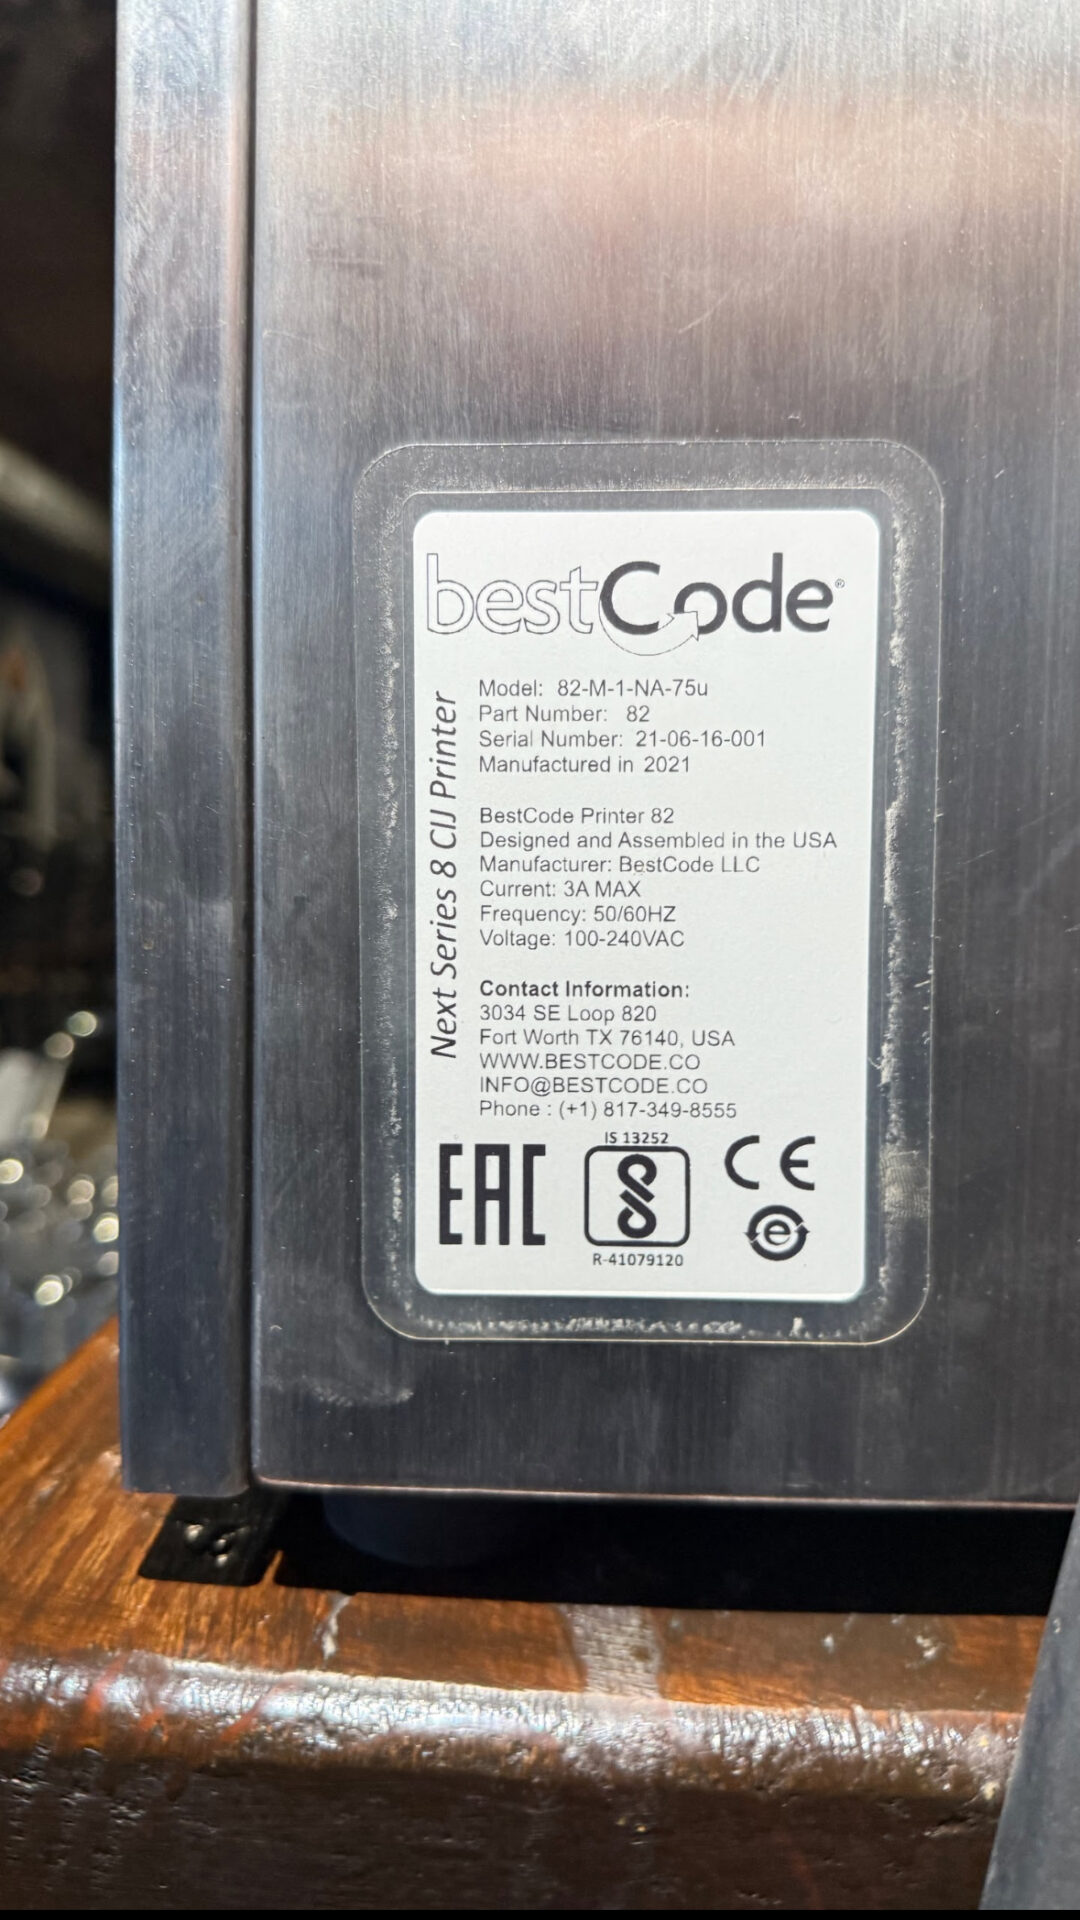 bestCode®
Next Series 8 CIJ Printer
Model: 82-M-1-NA-75u
Part Number: 82
Serial Number: 21-06-16-001
Manufactured in 2021
BestCode Printer 82
Designed and Assembled in the USA
Manufacturer: BestCode LLC
Current: 3A MAX
Frequency: 50/60HZ
Voltage: 100-240VAC
Contact Information:
3034 SE Loop 820
Fort Worth TX 76140, USA
WWW.BESTCODE.CO
INFO@BESTCODE.CO
Phone : (+1) 817-349-8555
EAC
IS 13252
R-41079120
CE
e